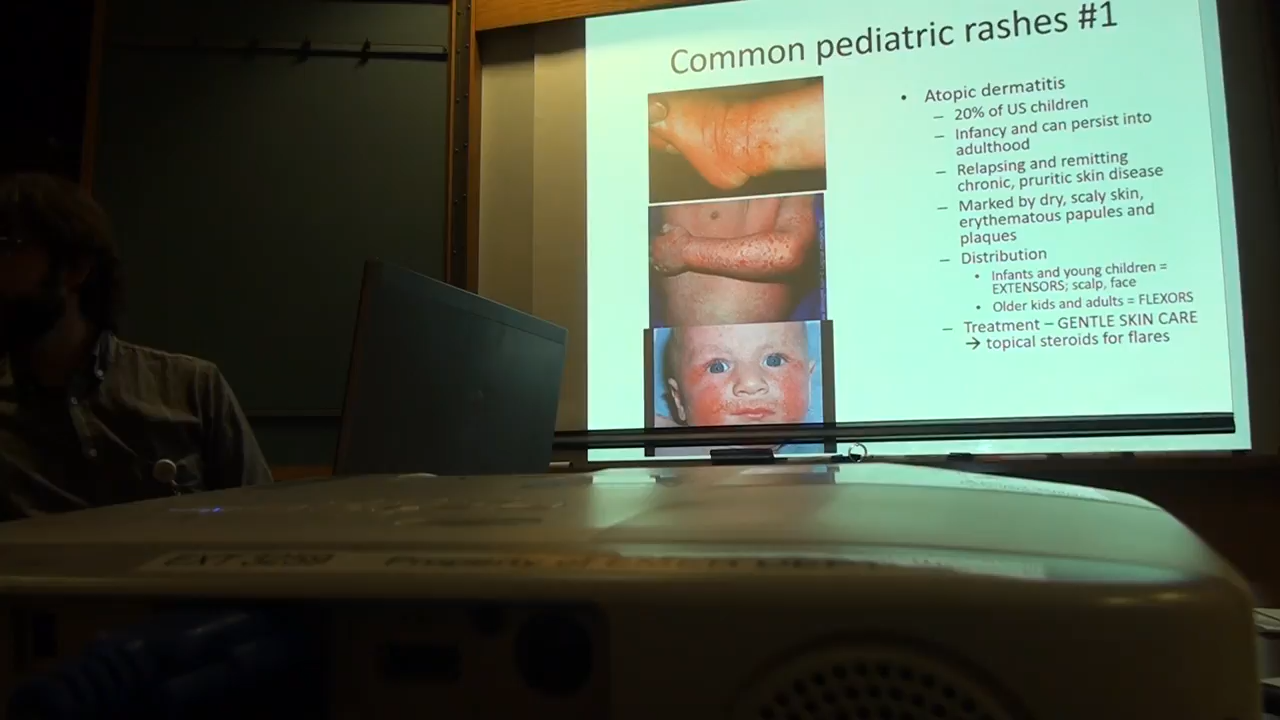 Common pediatric rashes #1
• Atopic dermatitis
– 20% of US children
– Infancy and can persist into
adulthood
– Relapsing and remitting
chronic, pruritic skin disease
– Marked by dry, scaly skin,
erythematous papules and
plaques
– Distribution
• Infants and young children =
EXTENSORS; scalp, face
• Older kids and adults = FLEXORS
– Treatment – GENTLE SKIN CARE
→ topical steroids for flares
Property of